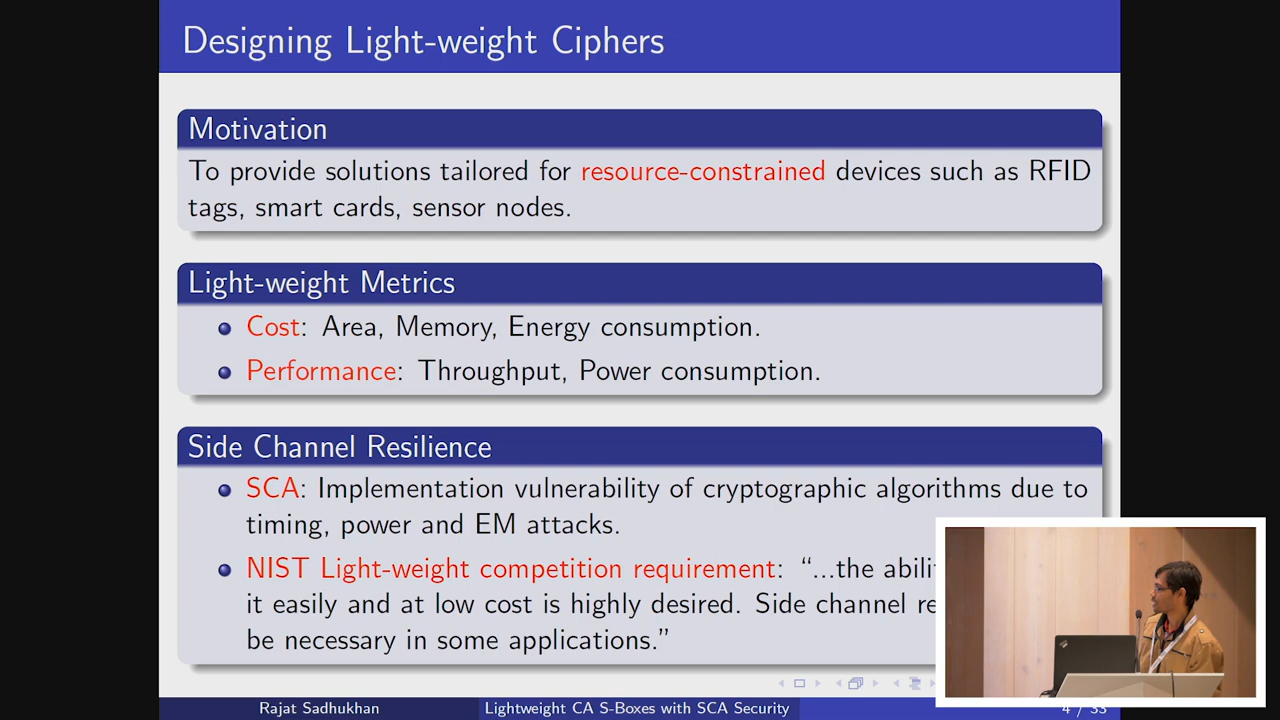 Designing Light-weight Ciphers
Motivation
To provide solutions tailored for resource-constrained devices such as RFID
tags, smart cards, sensor nodes.
Light-weight Metrics
Cost: Area, Memory, Energy consumption.
Performance: Throughput, Power consumption.
Side Channel Resilience
SCA: Implementation vulnerability of cryptographic algorithms due to
timing, power and EM attacks.
NIST Light-weight competition requirement: “...the abili
it easily and at low cost is highly desired. Side channel re
be necessary in some applications.”
Rajat Sadhukhan Lightweight CA S-Boxes with SCA Security 4 / 33